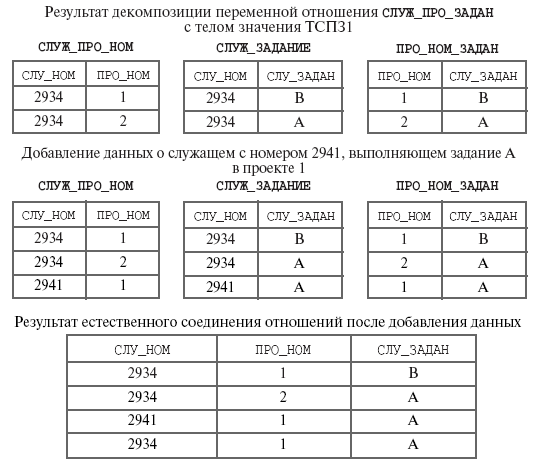 Результат декомпозиции переменной отношения СЛУЖ_ПРО_ЗАДАН
с телом значения ТСПЗ1
СЛУЖ_ПРО_НОМ СЛУЖ_ЗАДАНИЕ ПРО_НОМ_ЗАДАН
СЛУ_НОМ ПРО_НОМ СЛУ_НОМ СЛУ_ЗАДАН ПРО_НОМ СЛУ_ЗАДАН
2934 1 2934 B 1 B
2934 2 2934 A 2 A
Добавление данных о служащем с номером 2941, выполняющем задание A
в проекте 1
СЛУЖ_ПРО_НОМ СЛУЖ_ЗАДАНИЕ ПРО_НОМ_ЗАДАН
СЛУ_НОМ ПРО_НОМ СЛУ_НОМ СЛУ_ЗАДАН ПРО_НОМ СЛУ_ЗАДАН
2934 1 2934 B 1 B
2934 2 2934 A 2 A
2941 1 2941 A 1 A
Результат естественного соединения отношений после добавления данных
СЛУ_НОМ ПРО_НОМ СЛУ_ЗАДАН
2934 1 B
2934 2 A
2941 1 A
2934 1 A